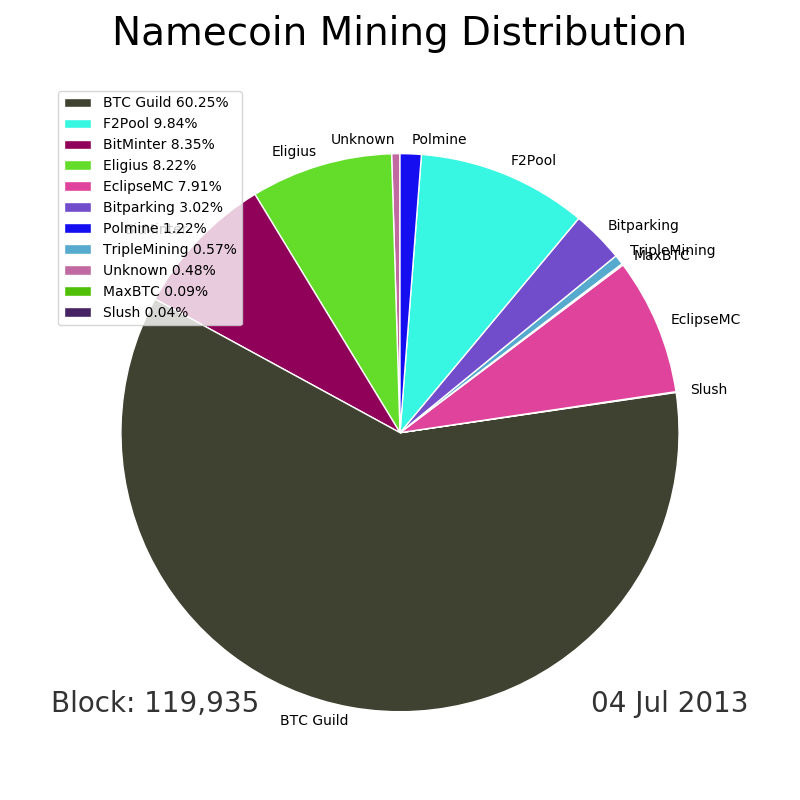 Namecoin Mining Distribution
BTC Guild 60.25%
F2Pool 9.84%
BitMinter 8.35%
Eligius 8.22%
EclipseMC 7.91%
Bitparking 3.02%
Polmine 1.22%
TripleMining 0.57%
Unknown 0.48%
MaxBTC 0.09%
Slush 0.04%
Eligius
Unknown
Polmine
F2Pool
Bitparking
TripleMining
MaxBTC
EclipseMC
Slush
BTC Guild
Block: 119,935
04 Jul 2013